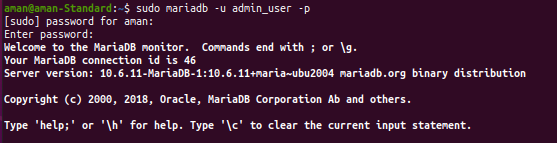 aman@aman-Standard:~$ sudo mariadb -u admin_user -p
[sudo] password for aman:
Enter password:
Welcome to the MariaDB monitor.  Commands end with ; or \g.
Your MariaDB connection id is 46
Server version: 10.6.11-MariaDB-1:10.6.11+maria~ubu2004 mariadb.org binary distribution
Copyright (c) 2000, 2018, Oracle, MariaDB Corporation Ab and others.
Type 'help;' or '\h' for help. Type '\c' to clear the current input statement.